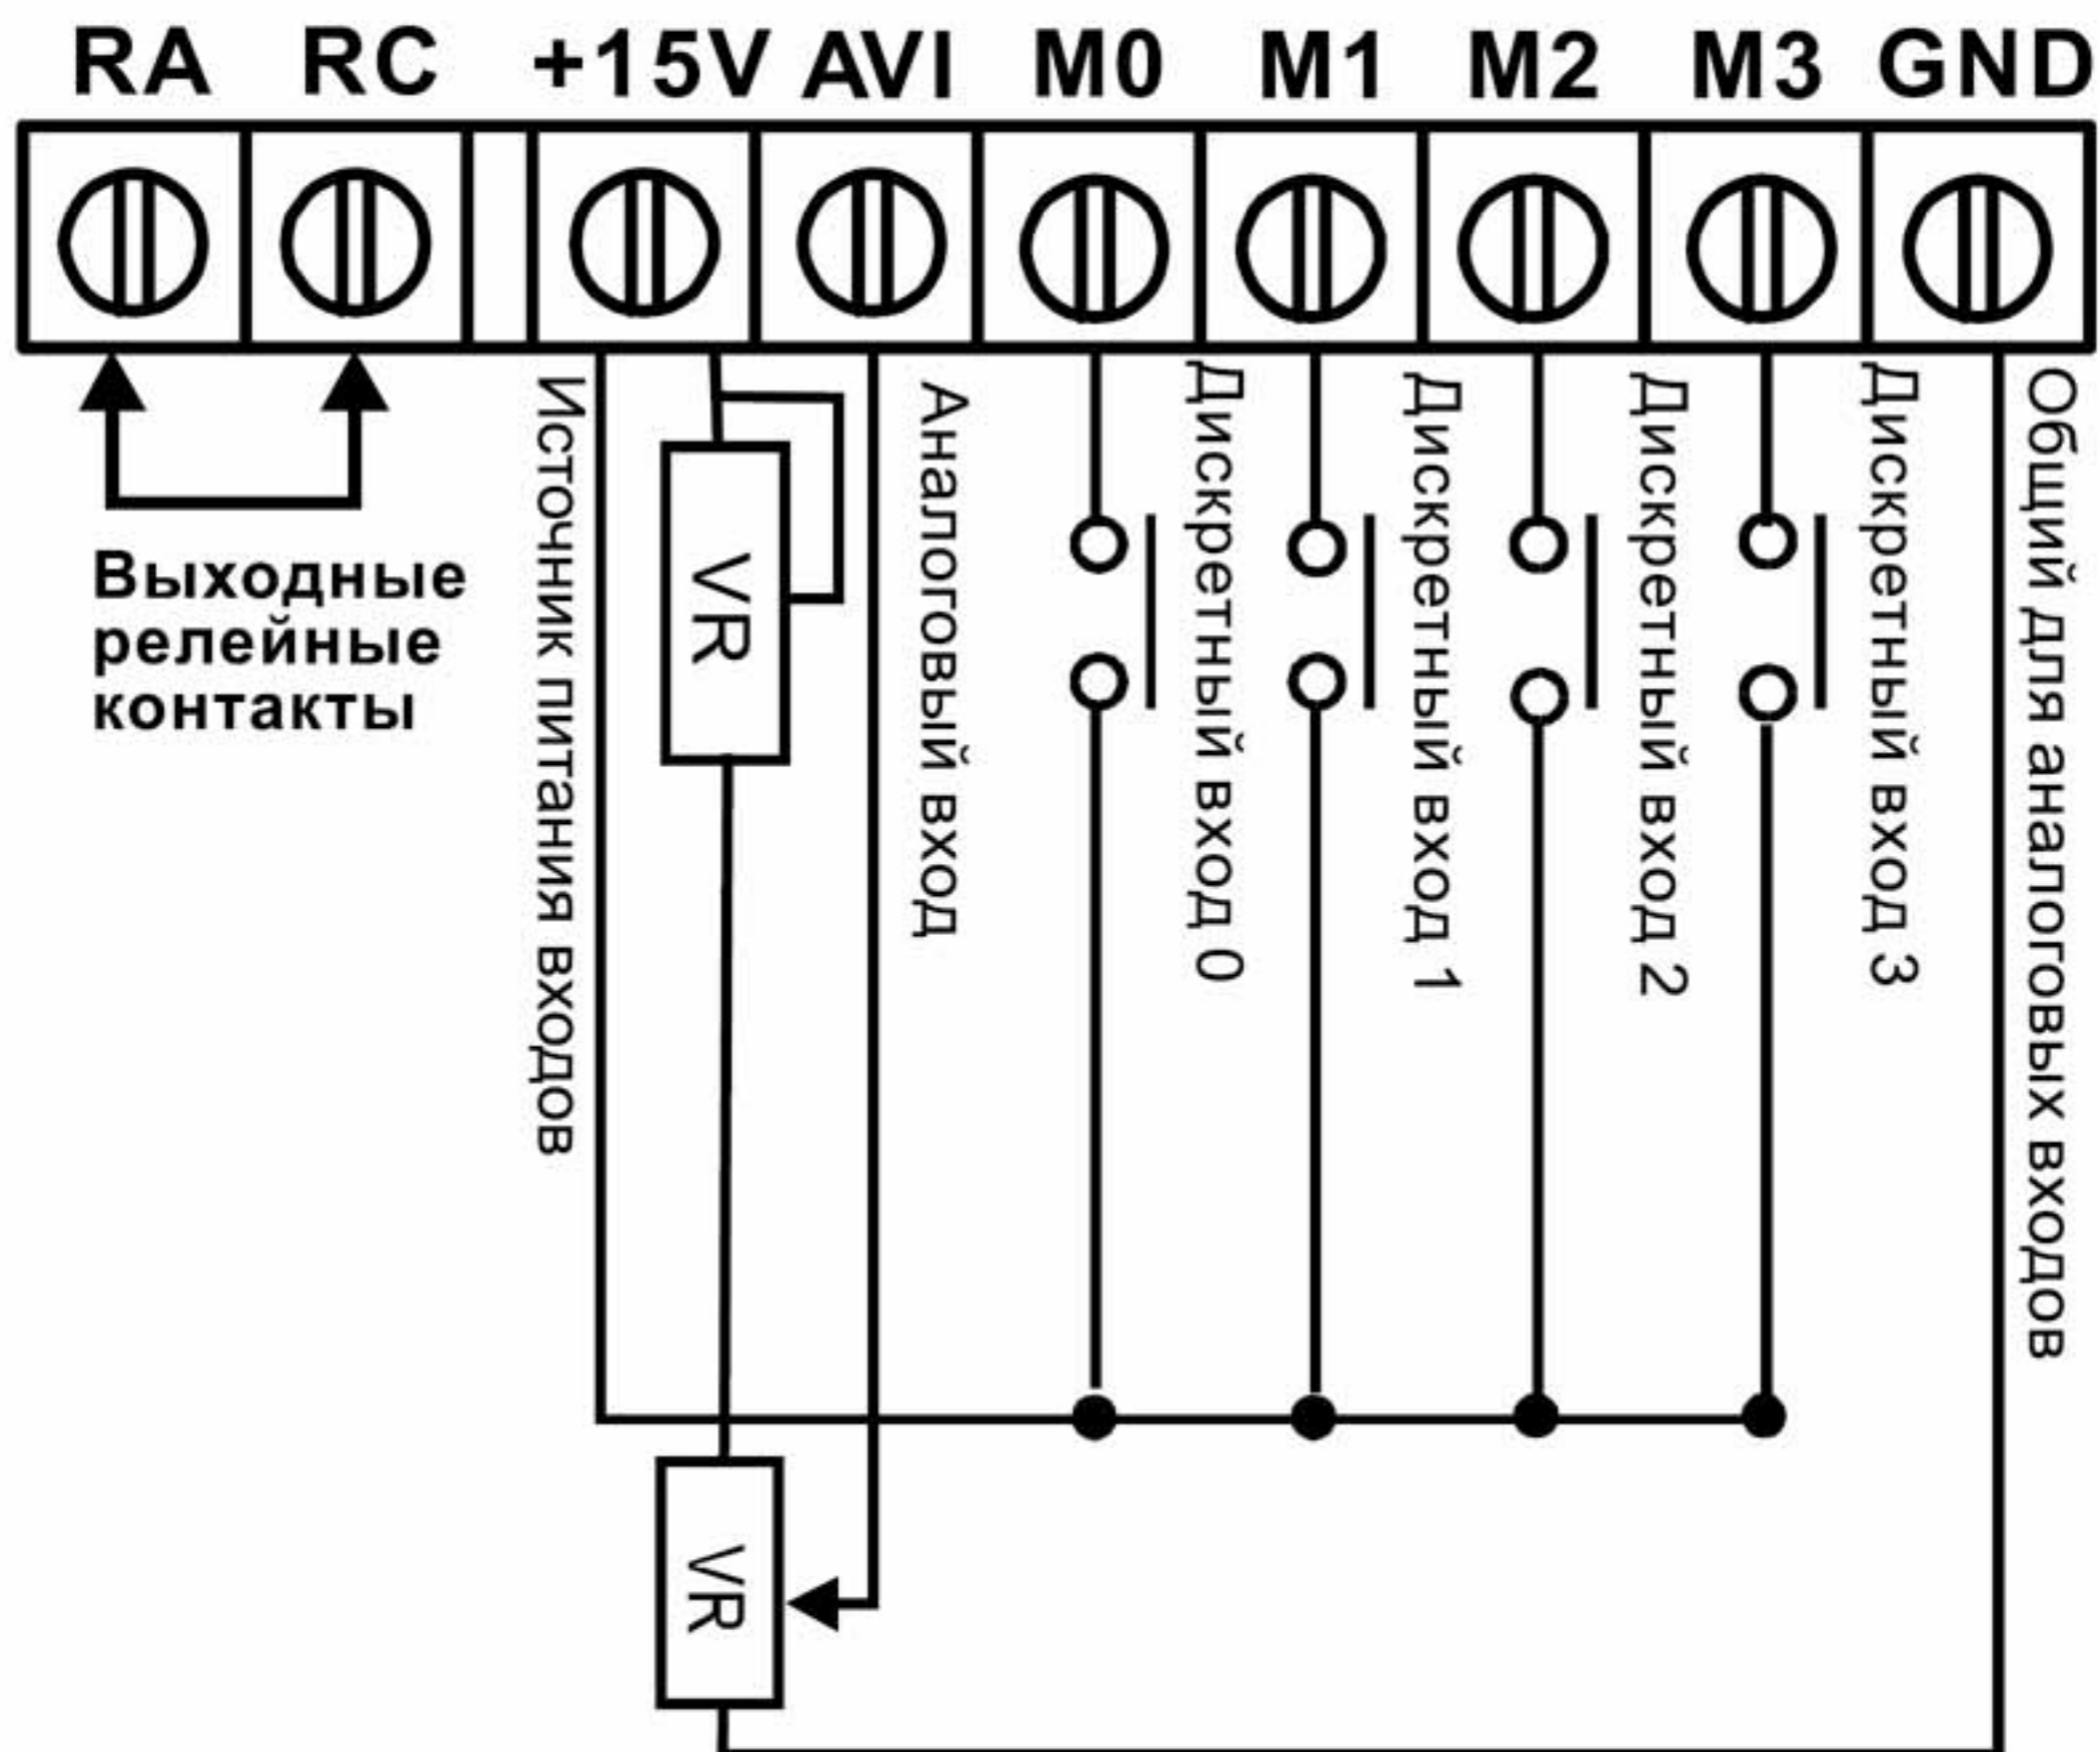 RA RC +15V AVI M0 M1 M2 M3 GND
Выходные
релейные
контакты
Источник питания входов
VR
Аналоговый вход
Дискретный вход 0
Дискретный вход 1
Дискретный вход 2
Дискретный вход 3
Общий для аналоговых входов
VR